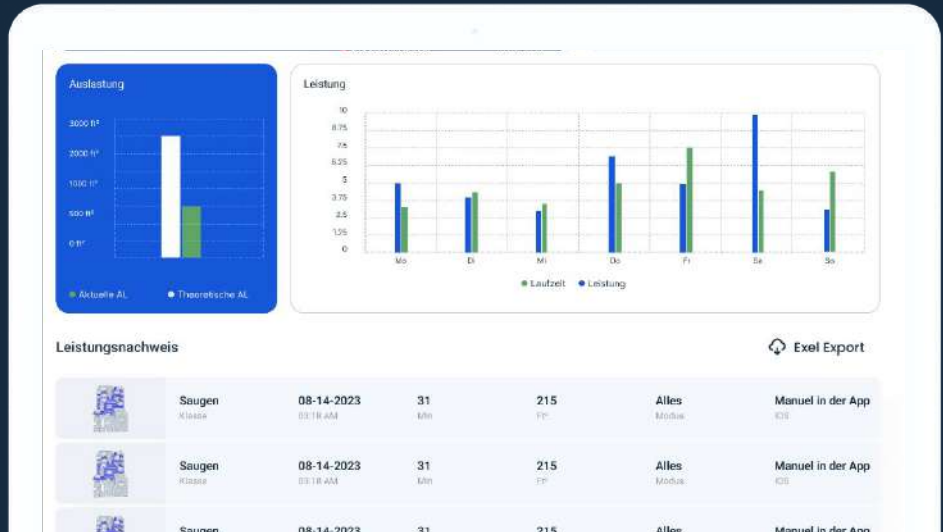 Auslastung
3000 ft²
2000 ft²
1000 ft²
500 ft²
0 ft²
Aktuelle AL
Theoretische AL
Leistung
10
8.75
7.5
6.25
5
3.75
2.5
1.25
0
Mo Di Mi Do Fr Sa So
Laufzeit Leistung
Leistungsnachweis
Exel Export
Saugen 08-14-2023 31 215 Alles Manuel in der App
Klasse 03:18 AM Min Ft² Modus iOS
Saugen 08-14-2023 31 215 Alles Manuel in der App
Klasse 03:18 AM Min Ft² Modus iOS
Saugen 08-14-2023 31 215 Alles Manuel in der App